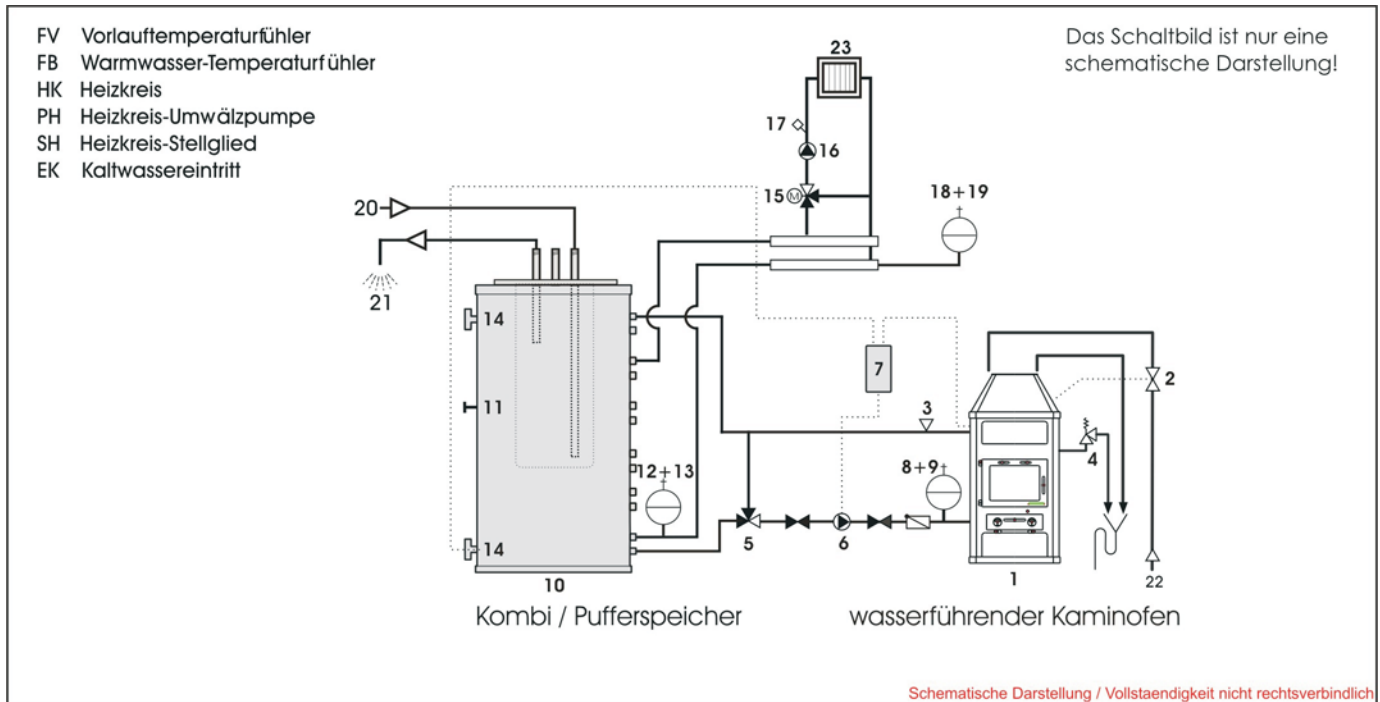 FV Vorlauftemperaturfühler
FB Warmwasser-Temperaturfühler
HK Heizkreis
PH Heizkreis-Umwälzpumpe
SH Heizkreis-Stellglied
EK Kaltwassereintritt
Das Schaltbild ist nur eine
schematische Darstellung!
23
17
16
15 M
18+19
20
21
14
7
2
11
3
4
12+13
8+9
14
5
6
10
1
22
Kombi / Pufferspeicher
wasserführender Kaminofen
Schematische Darstellung / Vollstaendigkeit nicht rechtsverbindlich